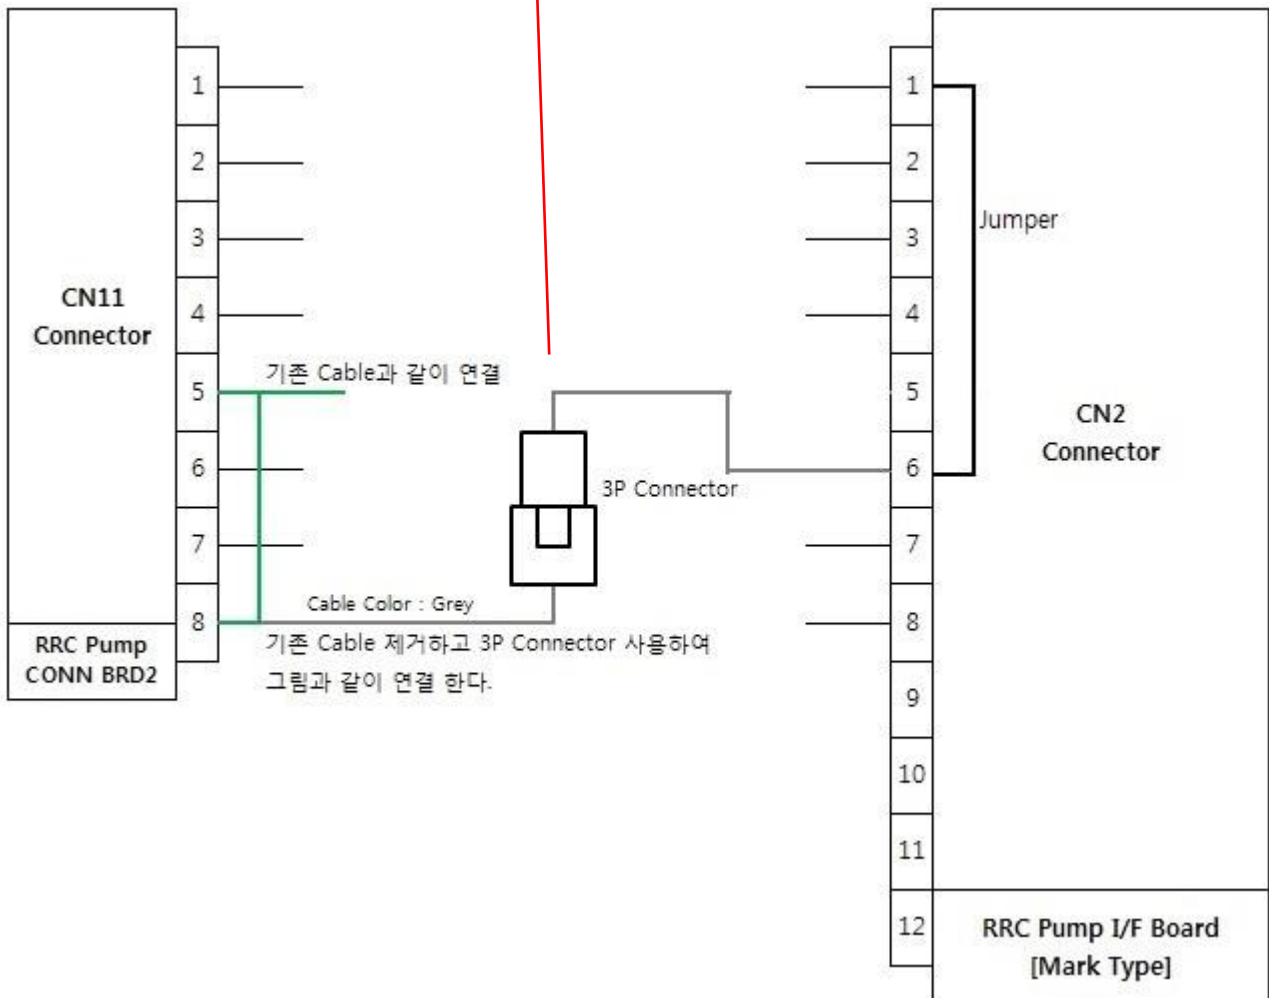 1
2
3
4
5
6
7
8
CN11
Connector
RRC Pump
CONN BRD2
기존 Cable과 같이 연결
3P Connector
Cable Color : Grey
기존 Cable 제거하고 3P Connector 사용하여
그림과 같이 연결 한다.
1
2
3
4
5
6
7
8
9
10
11
12
Jumper
CN2
Connector
RRC Pump I/F Board
[Mark Type]